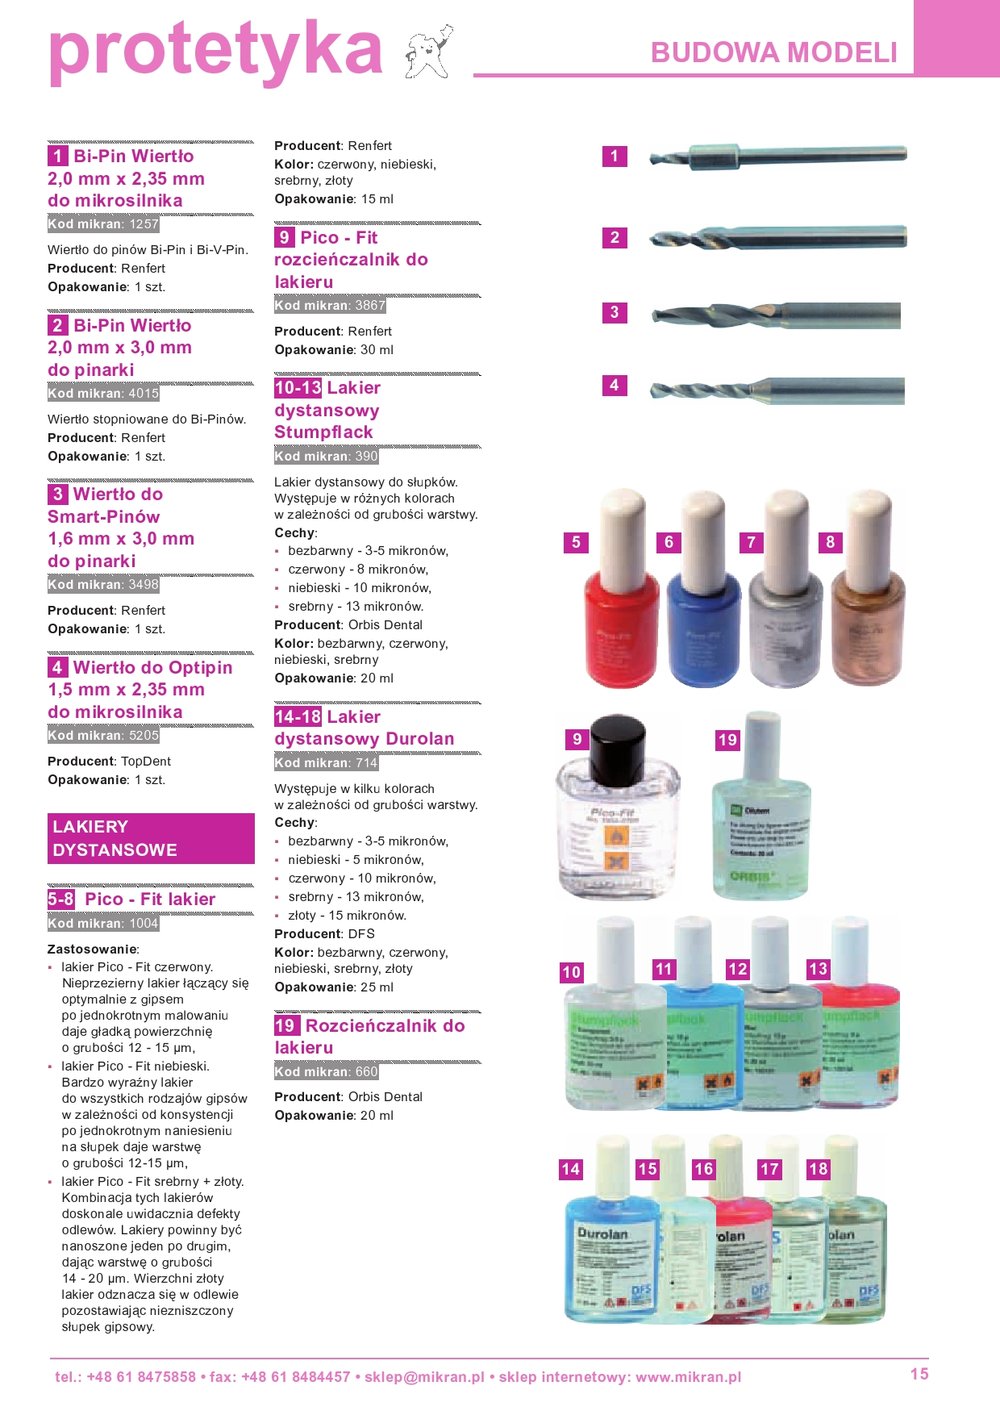 protetyka
BUDOWA MODELI
1 Bi-Pin Wiertło
2,0 mm x 2,35 mm
do mikrosilnika
Kod mikran: 1257
Wiertło do pinów Bi-Pin i Bi-V-Pin.
Producent: Renfert
Opakowanie: 1 szt.
2 Bi-Pin Wiertło
2,0 mm x 3,0 mm
do pinarki
Kod mikran: 4015
Wiertło stopniowane do Bi-Pinów.
Producent: Renfert
Opakowanie: 1 szt.
3 Wiertło do
Smart-Pinów
1,6 mm x 3,0 mm
do pinarki
Kod mikran: 3498
Producent: Renfert
Opakowanie: 1 szt.
4 Wiertło do Optipin
1,5 mm x 2,35 mm
do mikrosilnika
Kod mikran: 5205
Producent: TopDent
Opakowanie: 1 szt.
LAKIERY
DYSTANSOWE
5-8 Pico - Fit lakier
Kod mikran: 1004
Zastosowanie:
▪ lakier Pico - Fit czerwony.
Nieprzezierny lakier łączący się
optymalnie z gipsem
po jednokrotnym malowaniu
daje gładką powierzchnię
o grubości 12 - 15 µm,
▪ lakier Pico - Fit niebieski.
Bardzo wyraźny lakier
do wszystkich rodzajów gipsów
w zależności od konsystencji
po jednokrotnym naniesieniu
na słupek daje warstwę
o grubości 12-15 µm,
▪ lakier Pico - Fit srebrny + złoty.
Kombinacja tych lakierów
doskonale uwidacznia defekty
odlewów. Lakiery powinny być
nanoszone jeden po drugim,
dając warstwę o grubości
14 - 20 µm. Wierzchni złoty
lakier odznacza się w odlewie
pozostawiając niezniszczony
słupek gipsowy.
Producent: Renfert
Kolor: czerwony, niebieski,
srebrny, złoty
Opakowanie: 15 ml
9 Pico - Fit
rozcieńczalnik do
lakieru
Kod mikran: 3867
Producent: Renfert
Opakowanie: 30 ml
10-13 Lakier
dystansowy
Stumpflack
Kod mikran: 390
Lakier dystansowy do słupków.
Występuje w różnych kolorach
w zależności od grubości warstwy.
Cechy:
▪ bezbarwny - 3-5 mikronów,
▪ czerwony - 8 mikronów,
▪ niebieski - 10 mikronów,
▪ srebrny - 13 mikronów.
Producent: Orbis Dental
Kolor: bezbarwny, czerwony,
niebieski, srebrny
Opakowanie: 20 ml
14-18 Lakier
dystansowy Durolan
Kod mikran: 714
Występuje w kilku kolorach
w zależności od grubości warstwy.
Cechy:
▪ bezbarwny - 3-5 mikronów,
▪ niebieski - 5 mikronów,
▪ czerwony - 10 mikronów,
▪ srebrny - 13 mikronów,
▪ złoty - 15 mikronów.
Producent: DFS
Kolor: bezbarwny, czerwony,
niebieski, srebrny, złoty
Opakowanie: 25 ml
19 Rozcieńczalnik do
lakieru
Kod mikran: 660
Producent: Orbis Dental
Opakowanie: 20 ml
1
2
3
4
5 6 7 8
Pico-Fit Pico-Fit Pico-Fit
9 19
Pico-Fit
Diluent
ORBIS
10 11 12 13
Stumpflack
14 15 16 17 18
Durolan
DFS
tel.: +48 61 8475858 • fax: +48 61 8484457 • sklep@mikran.pl • sklep internetowy: www.mikran.pl
15